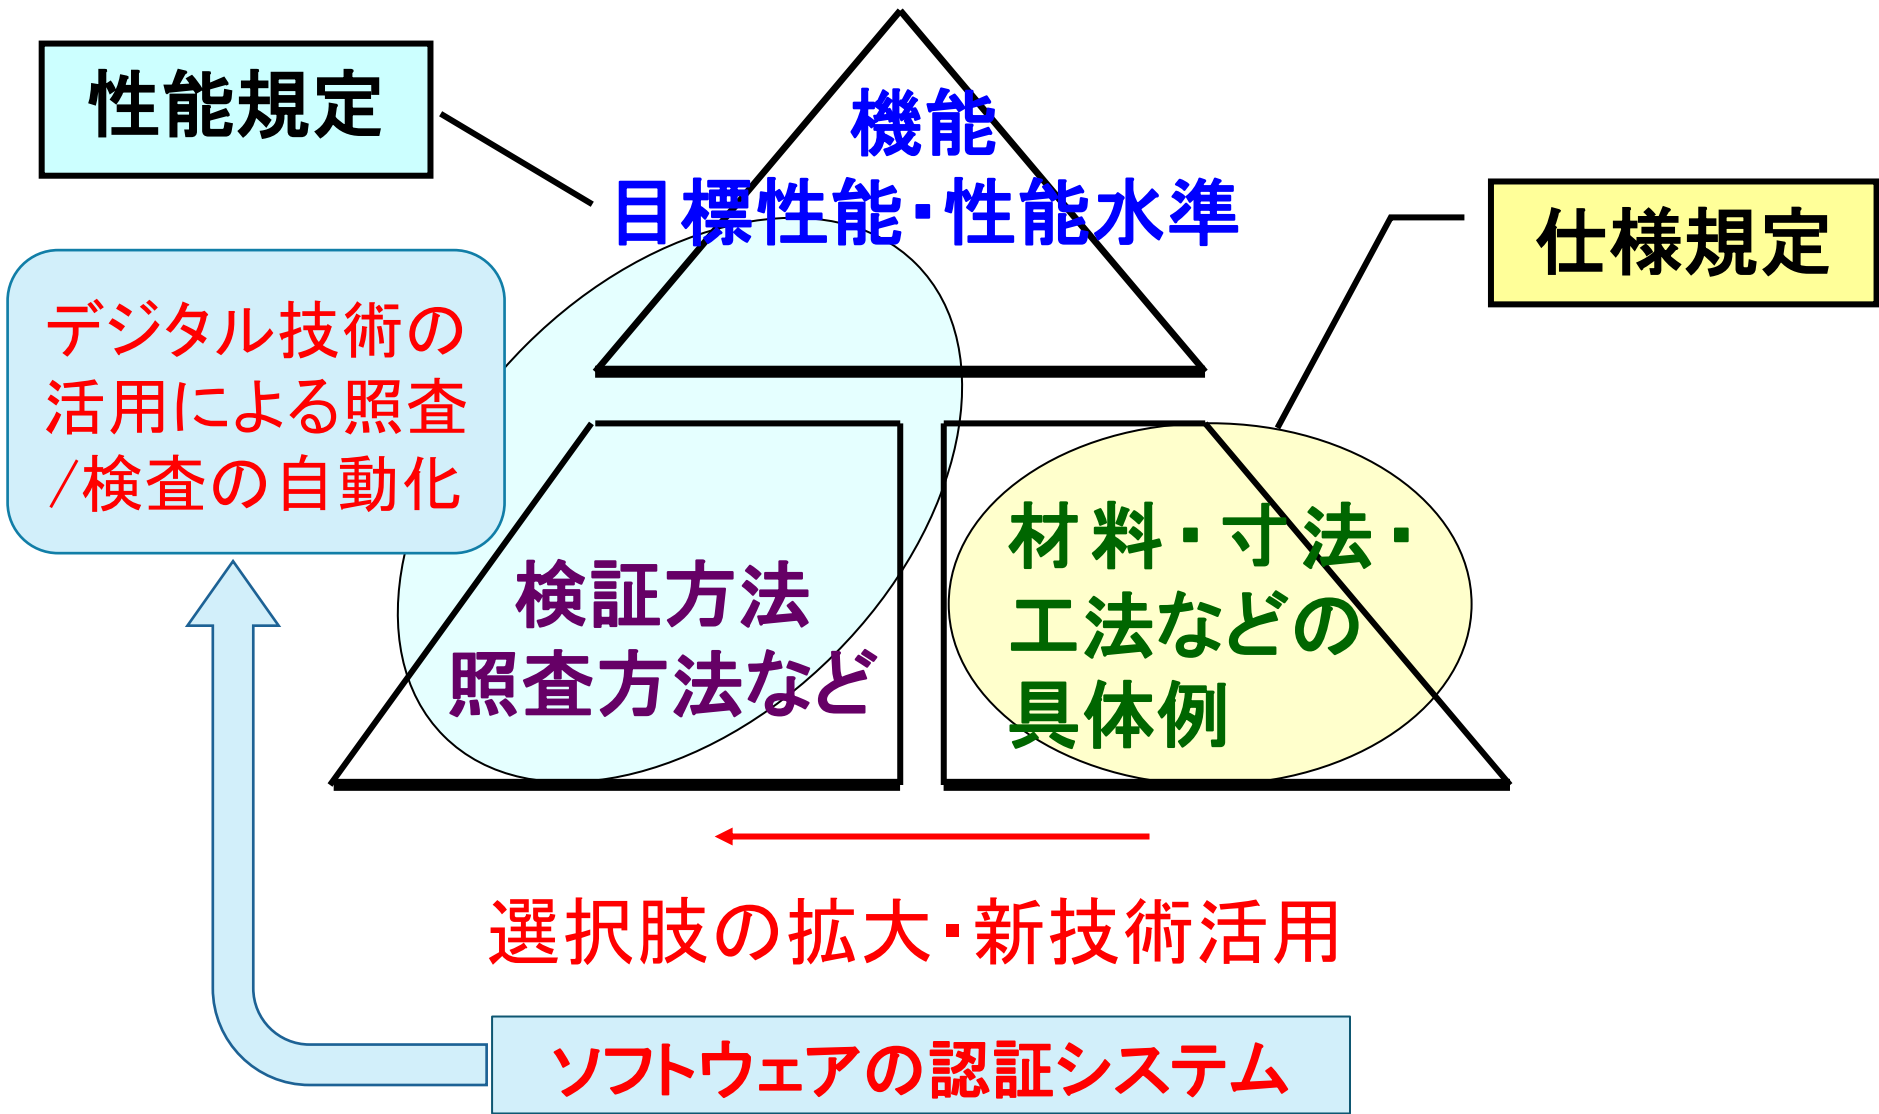 性能規定
機能
目標性能・性能水準
仕様規定
デジタル技術の
活用による照査
/検査の自動化
材料・寸法・
工法などの
具体例
検証方法
照査方法など
選択肢の拡大・新技術活用
ソフトウェアの認証システム